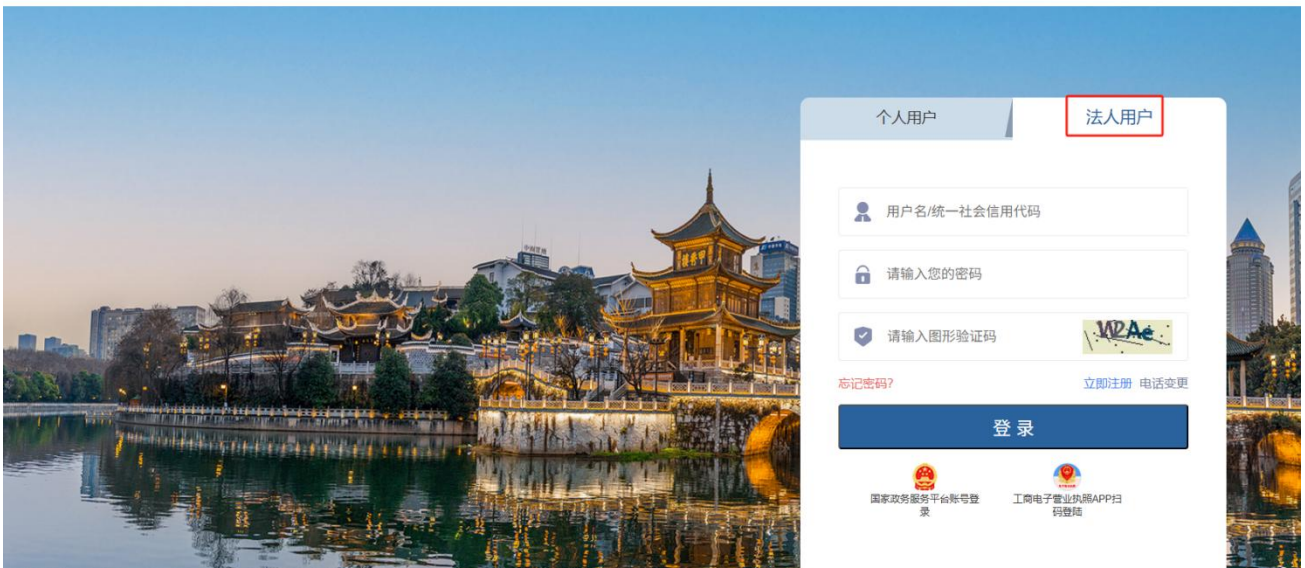 个人用户
法人用户
用户名/统一社会信用代码
请输入您的密码
请输入图形验证码
忘记密码?
立即注册 电话变更
登 录
国家政务服务平台账号登
录
工商电子营业执照APP扫
码登陆
甲秀楼